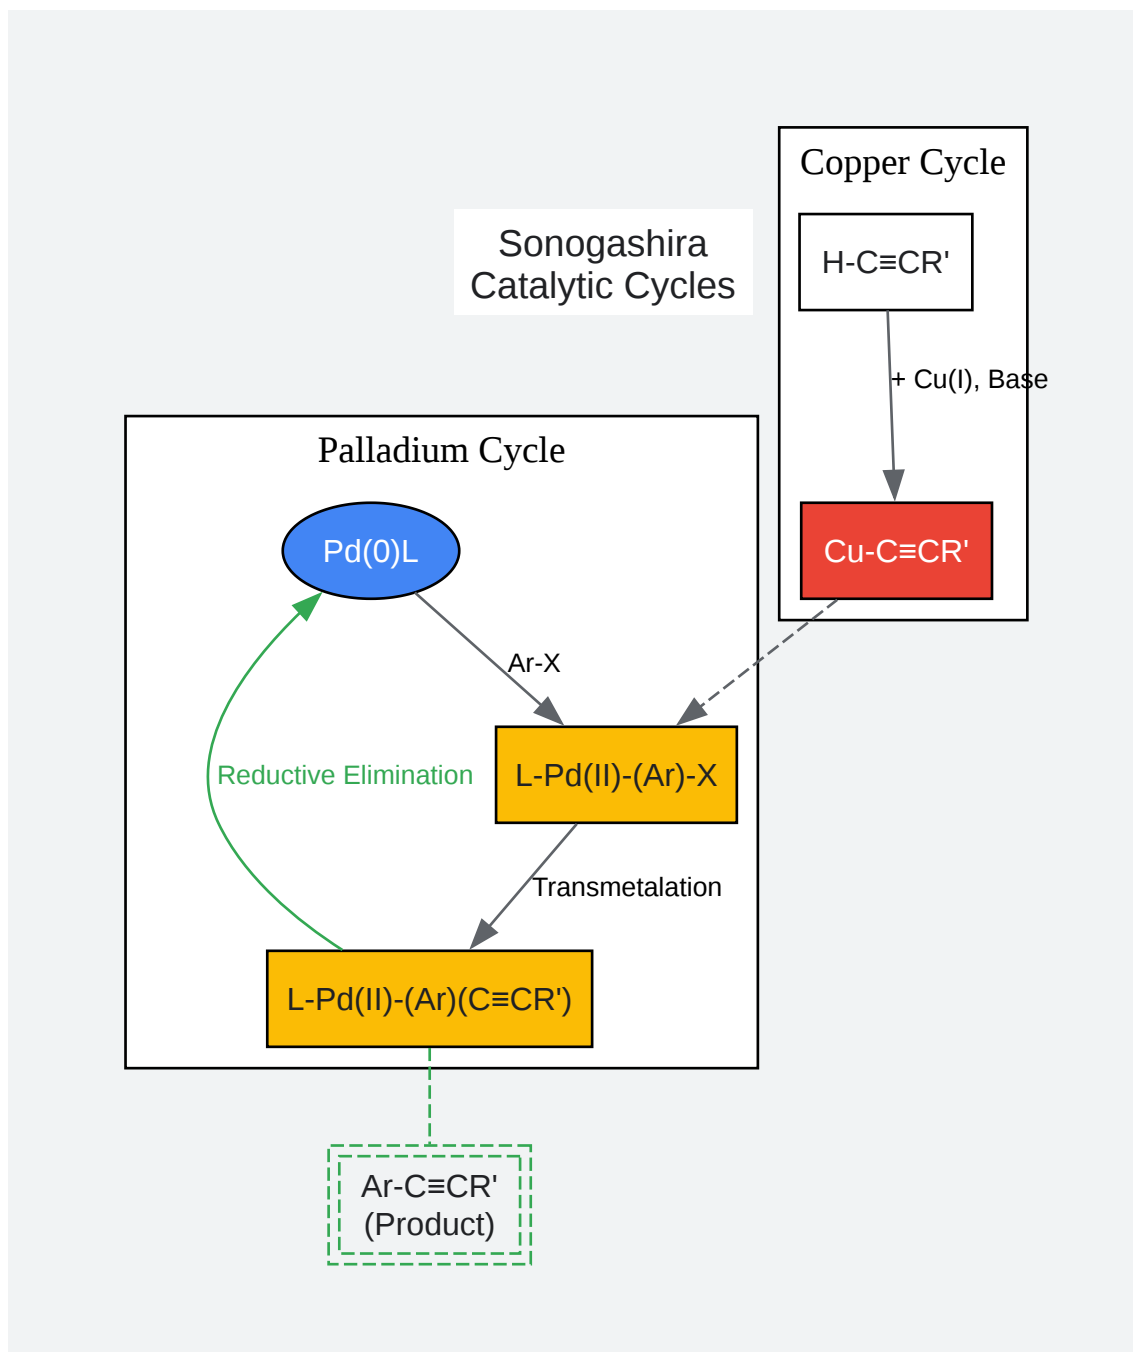 Copper Cycle
H-C≡CR'
Sonogashira
Catalytic Cycles
+ Cu(I), Base
Palladium Cycle
Pd(0)L
Cu-C≡CR'
Ar-X
L-Pd(II)-(Ar)-X
Reductive Elimination
Transmetalation
L-Pd(II)-(Ar)(C≡CR')
Ar-C≡CR'
(Product)